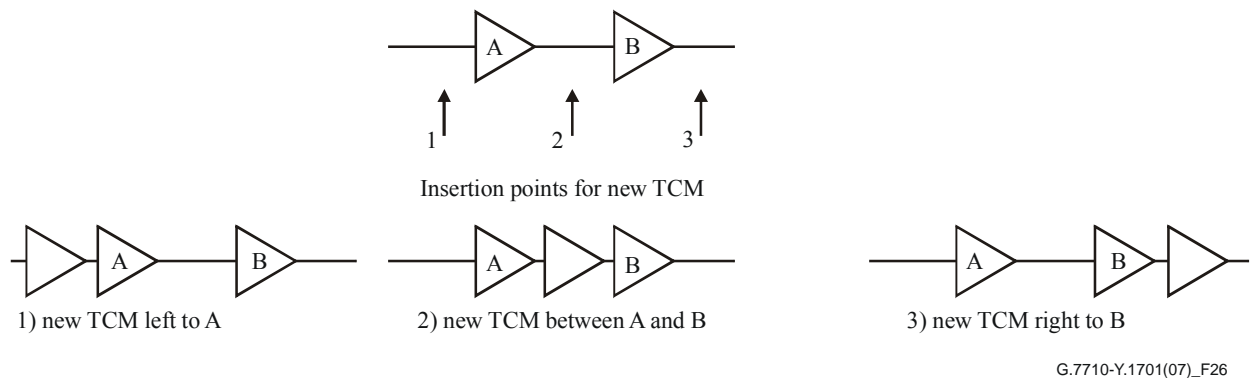 A B
1 2 3
Insertion points for new TCM
A B A B A B
1) new TCM left to A 2) new TCM between A and B 3) new TCM right to B
G.7710-Y.1701(07)_F26